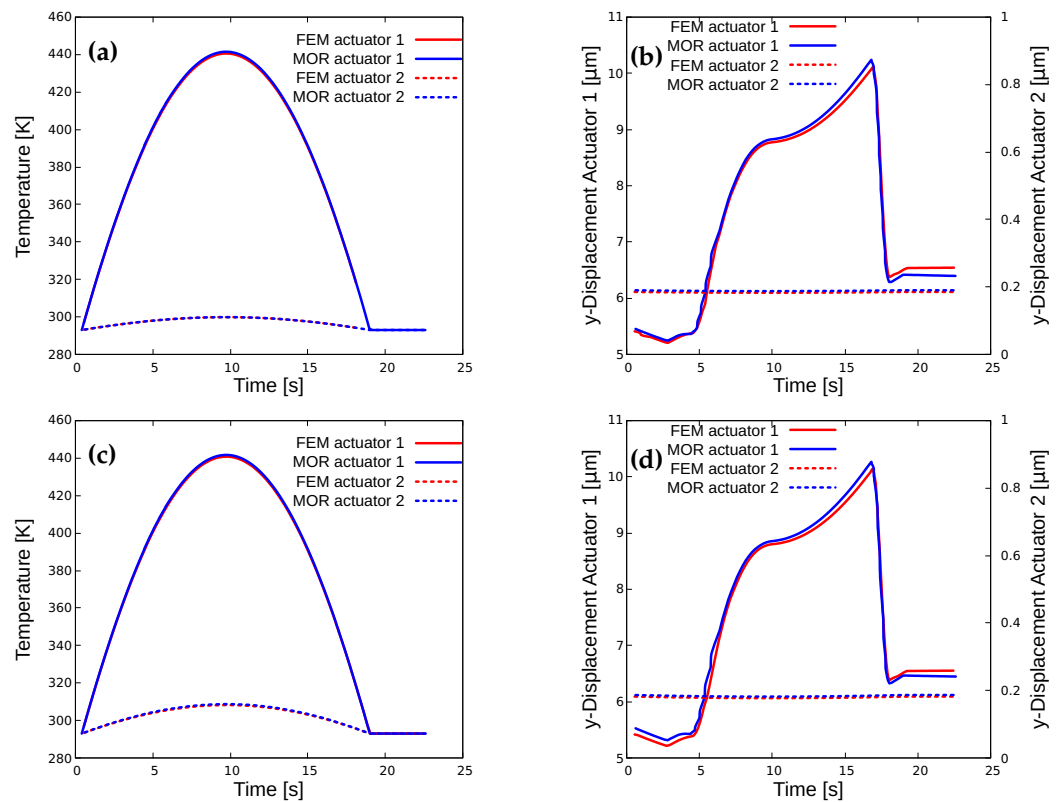 (a)
FEM actuator 1
MOR actuator 1
FEM actuator 2
MOR actuator 2
Temperature [K]
460
440
420
400
380
360
340
320
300
280
0
5
10
15
20
25
Time [s]
(b)
FEM actuator 1
MOR actuator 1
FEM actuator 2
MOR actuator 2
y-Displacement Actuator 1 [µm]
11
10
9
8
7
6
5
0
5
10
15
20
25
Time [s]
1
0.8
0.6
0.4
0.2
0
y-Displacement Actuator 2 [µm]
(c)
FEM actuator 1
MOR actuator 1
FEM actuator 2
MOR actuator 2
Temperature [K]
460
440
420
400
380
360
340
320
300
280
0
5
10
15
20
25
Time [s]
(d)
FEM actuator 1
MOR actuator 1
FEM actuator 2
MOR actuator 2
y-Displacement Actuator 1 [µm]
11
10
9
8
7
6
5
0
5
10
15
20
25
Time [s]
1
0.8
0.6
0.4
0.2
0
y-Displacement Actuator 2 [µm]